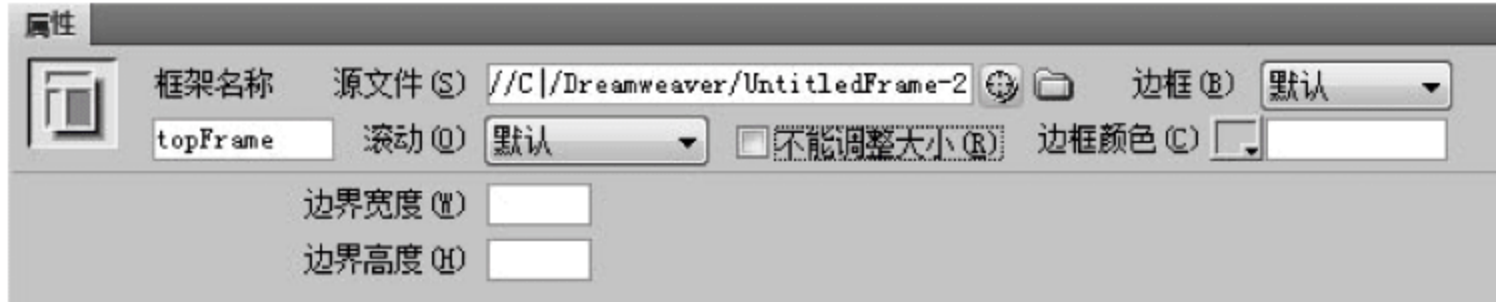 属性
框架名称 源文件(S) //C|/Dreamweaver/UntitledFrame-2 边框(B) 默认
topFrame 滚动(O) 默认 不能调整大小(R) 边框颜色(C)
边界宽度(W)
边界高度(H)